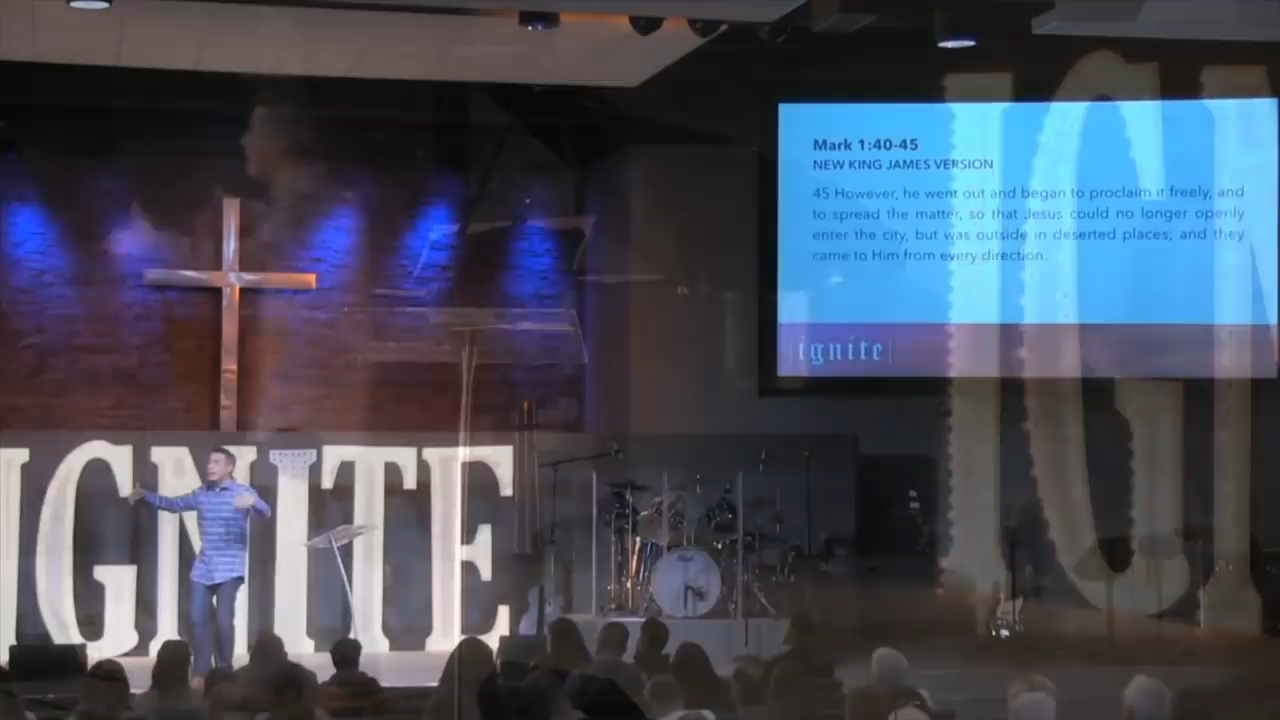 Mark 1:40-45
NEW KING JAMES VERSION
45 However, he went out and began to proclaim it freely, and
to spread the matter, so that Jesus could no longer openly
enter the city, but was outside in deserted places; and they
came to Him from every direction.
ignite
IGNITE
IGI